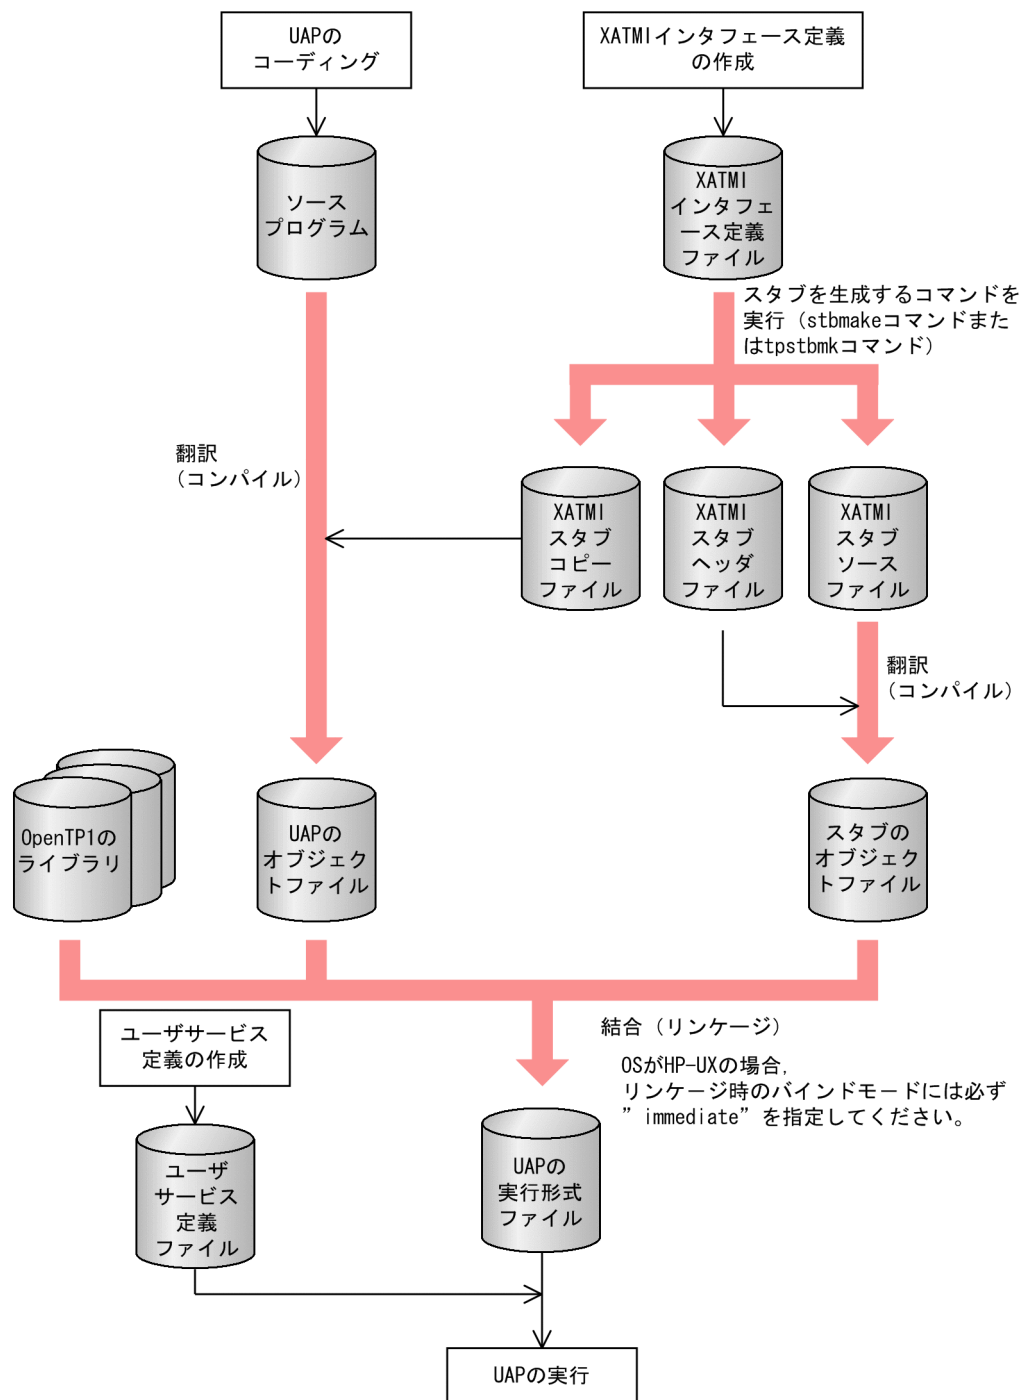 UAPの
コーディング
XATMIインタフェース定義
の作成
ソース
プログラム
XATMI
インタフェ
ース定義
ファイル
スタブを生成するコマンドを
実行（stbmakeコマンドまた
はtpstbmkコマンド）
翻訳
（コンパイル）
XATMI
スタブ
コピー
ファイル
XATMI
スタブ
ヘッダ
ファイル
XATMI
スタブ
ソース
ファイル
翻訳
（コンパイル）
OpenTP1の
ライブラリ
UAPの
オブジェク
トファイル
スタブの
オブジェク
トファイル
結合（リンケージ）
OSがHP-UXの場合,
リンケージ時のバインドモードには必ず
”immediate”を指定してください。
ユーザサービス
定義の作成
ユーザ
サービス
定義
ファイル
UAPの
実行形式
ファイル
UAPの実行